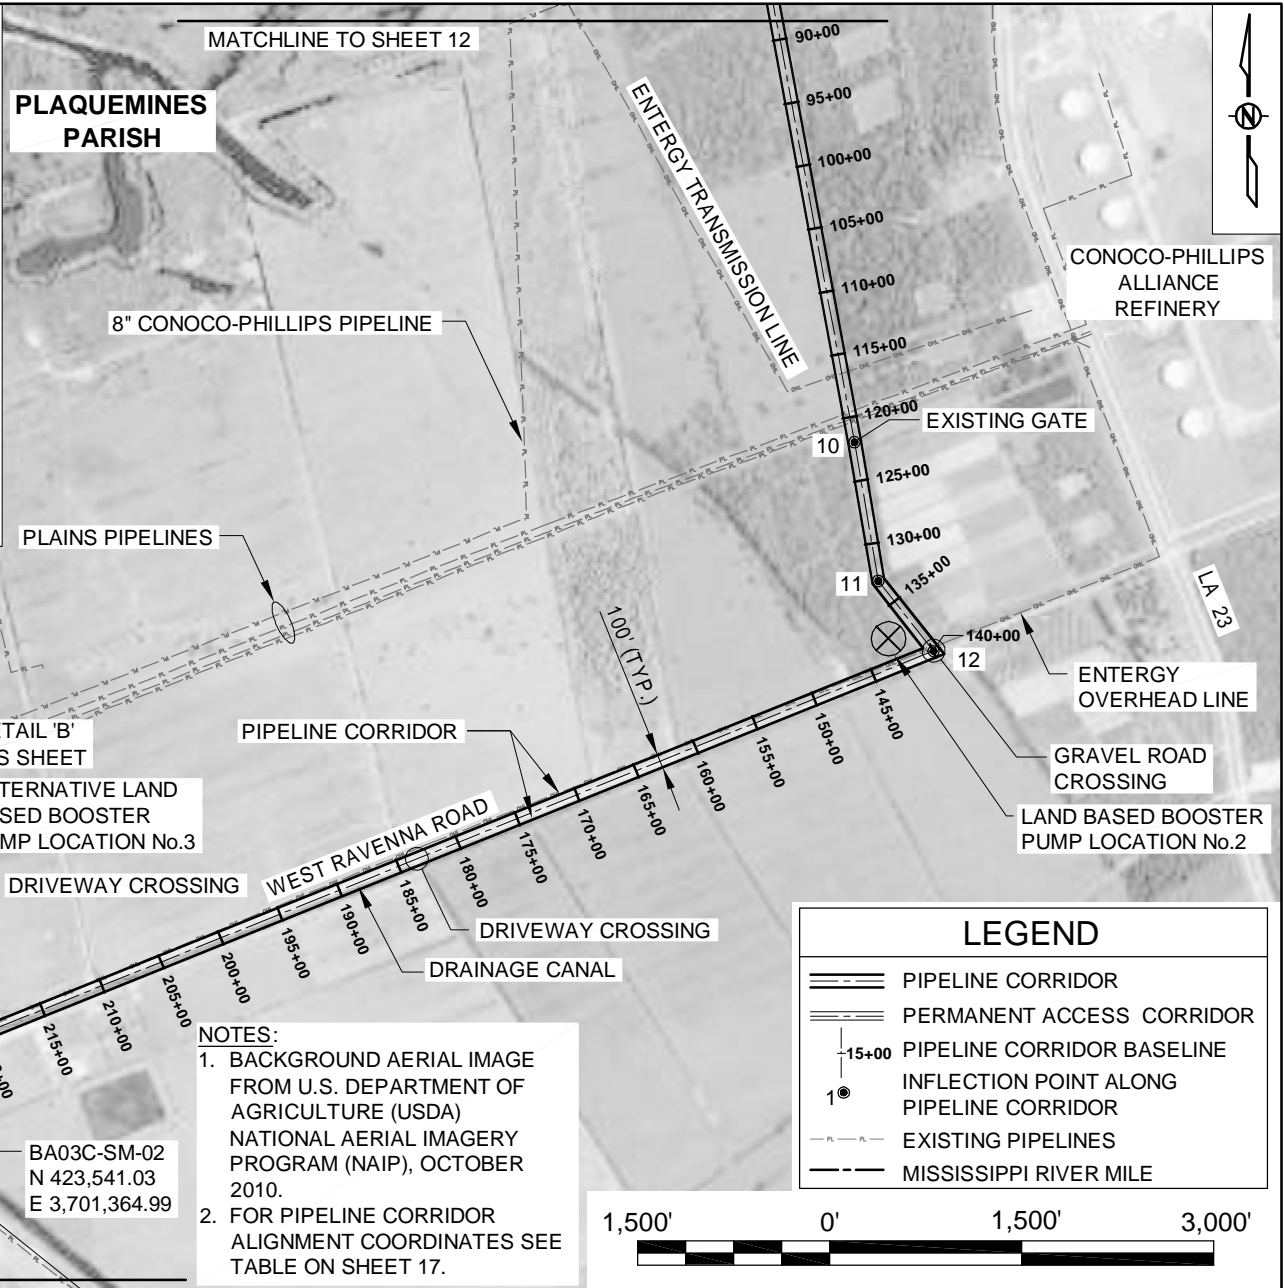 MATCHLINE TO SHEET 12
PLAQUEMINES
PARISH
N
ENTERGY TRANSMISSION LINE
90+00
95+00
100+00
105+00
110+00
115+00
120+00
125+00
130+00
135+00
140+00
CONOCO-PHILLIPS
ALLIANCE
REFINERY
8" CONOCO-PHILLIPS PIPELINE
EXISTING GATE
10
11
12
PLAINS PIPELINES
LA 23
100' (TYP.)
ENTERGY
OVERHEAD LINE
GRAVEL ROAD
CROSSING
LAND BASED BOOSTER
PUMP LOCATION No.2
PIPELINE CORRIDOR
ETAIL 'B'
S SHEET
TERNATIVE LAND
SED BOOSTER
MP LOCATION No.3
DRIVEWAY CROSSING
WEST RAVENNA ROAD
145+00
150+00
155+00
160+00
165+00
170+00
175+00
180+00
185+00
190+00
195+00
200+00
205+00
210+00
215+00
DRIVEWAY CROSSING
DRAINAGE CANAL
BA03C-SM-02
N 423,541.03
E 3,701,364.99
NOTES:
1. BACKGROUND AERIAL IMAGE
FROM U.S. DEPARTMENT OF
AGRICULTURE (USDA)
NATIONAL AERIAL IMAGERY
PROGRAM (NAIP), OCTOBER
2010.
2. FOR PIPELINE CORRIDOR
ALIGNMENT COORDINATES SEE
TABLE ON SHEET 17.
LEGEND
PIPELINE CORRIDOR
PERMANENT ACCESS CORRIDOR
15+00 PIPELINE CORRIDOR BASELINE
1 INFLECTION POINT ALONG
PIPELINE CORRIDOR
PL EXISTING PIPELINES
MISSISSIPPI RIVER MILE
1,500' 0' 1,500' 3,000'